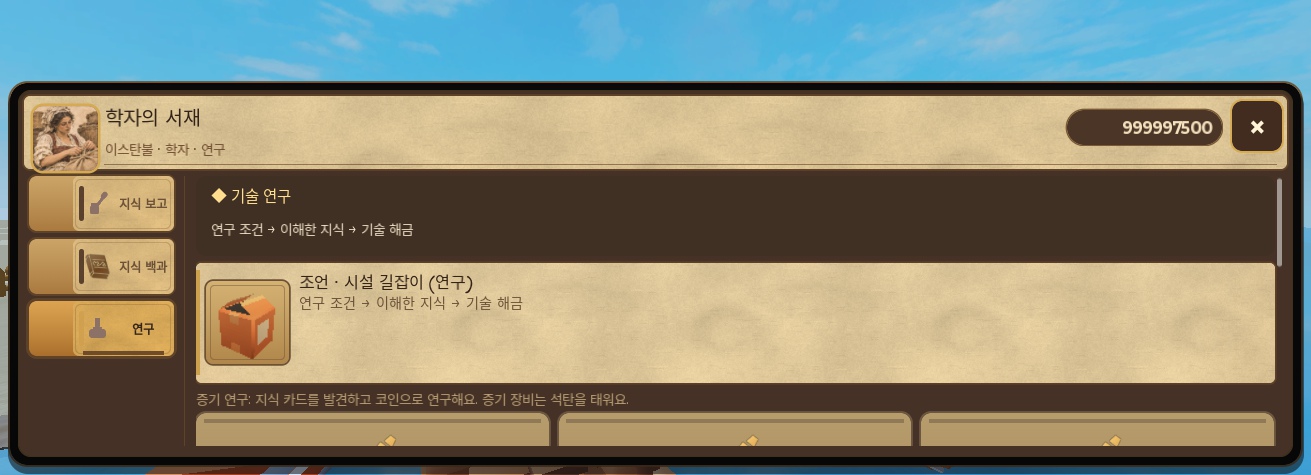 학자의 서재
이스탄불 · 학자 · 연구
999997500
×
지식 보고
지식 백과
연구
◆ 기술 연구
연구 조건 → 이해한 지식 → 기술 해금
조언 · 시설 길잡이 (연구)
연구 조건 → 이해한 지식 → 기술 해금
증기 연구: 지식 카드를 발견하고 코인으로 연구해요. 증기 장비는 석탄을 태워요.